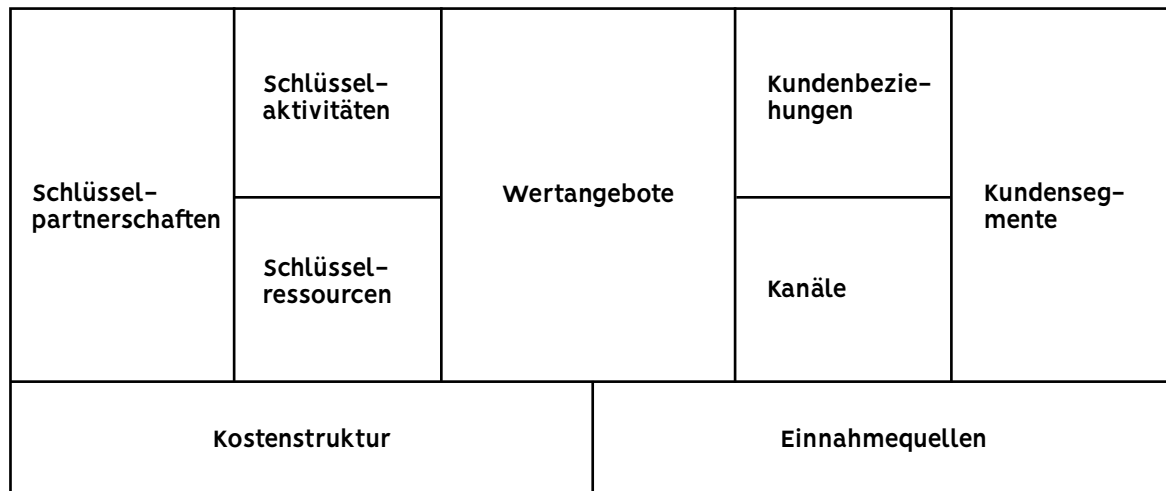 Schlüssel-
partnerschaften
Schlüssel-
aktivitäten
Schlüssel-
ressourcen
Wertangebote
Kundenbezie-
hungen
Kanäle
Kundenseg-
mente
Kostenstruktur
Einnahmequellen